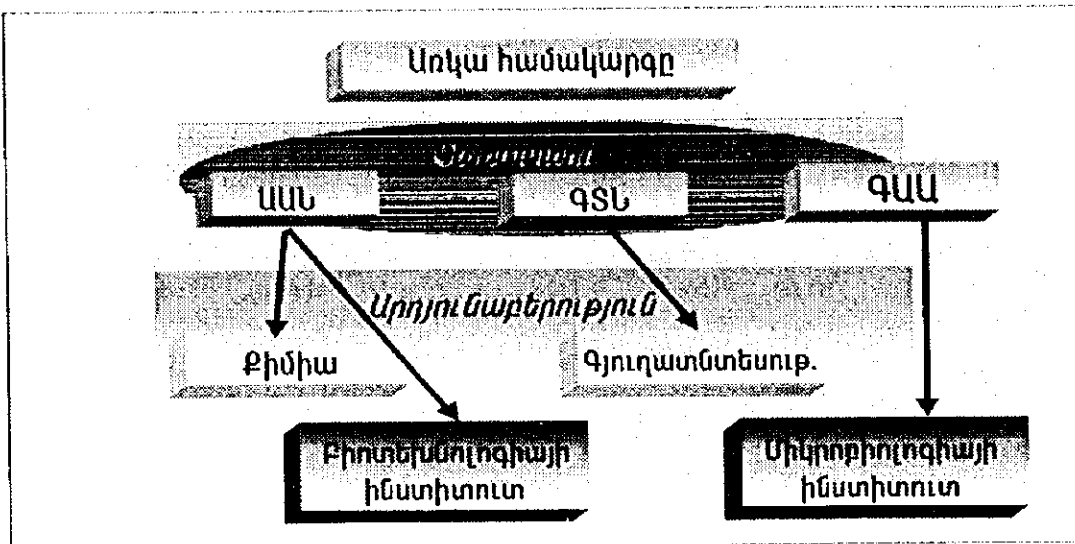 Առկա համակարգը
ԱԱՆ
ԳՏՆ
ԳԱԱ
Արդյունաբերություն
Քիմիա
Գյուղատնտեսութ.
Բիոտեխնոլոգիայի
ինստիտուտ
Միկրոբիոլոգիայի
ինստիտուտ